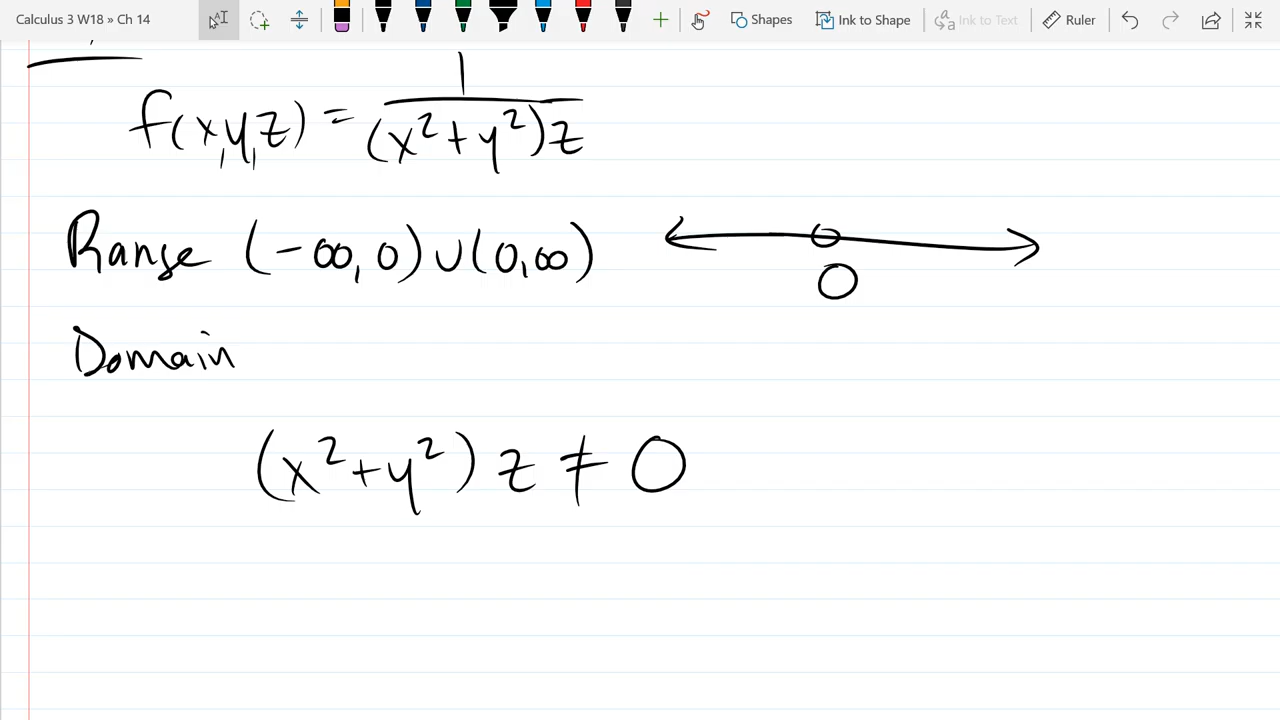 Calculus 3 W18 » Ch 14
Shapes
Ink to Shape
Ink to Text
Ruler
f(x,y,z) = 1/(x²+y²)z
Range (-∞,0)∪(0,∞)
0
Domain
(x²+y²) z ≠ 0